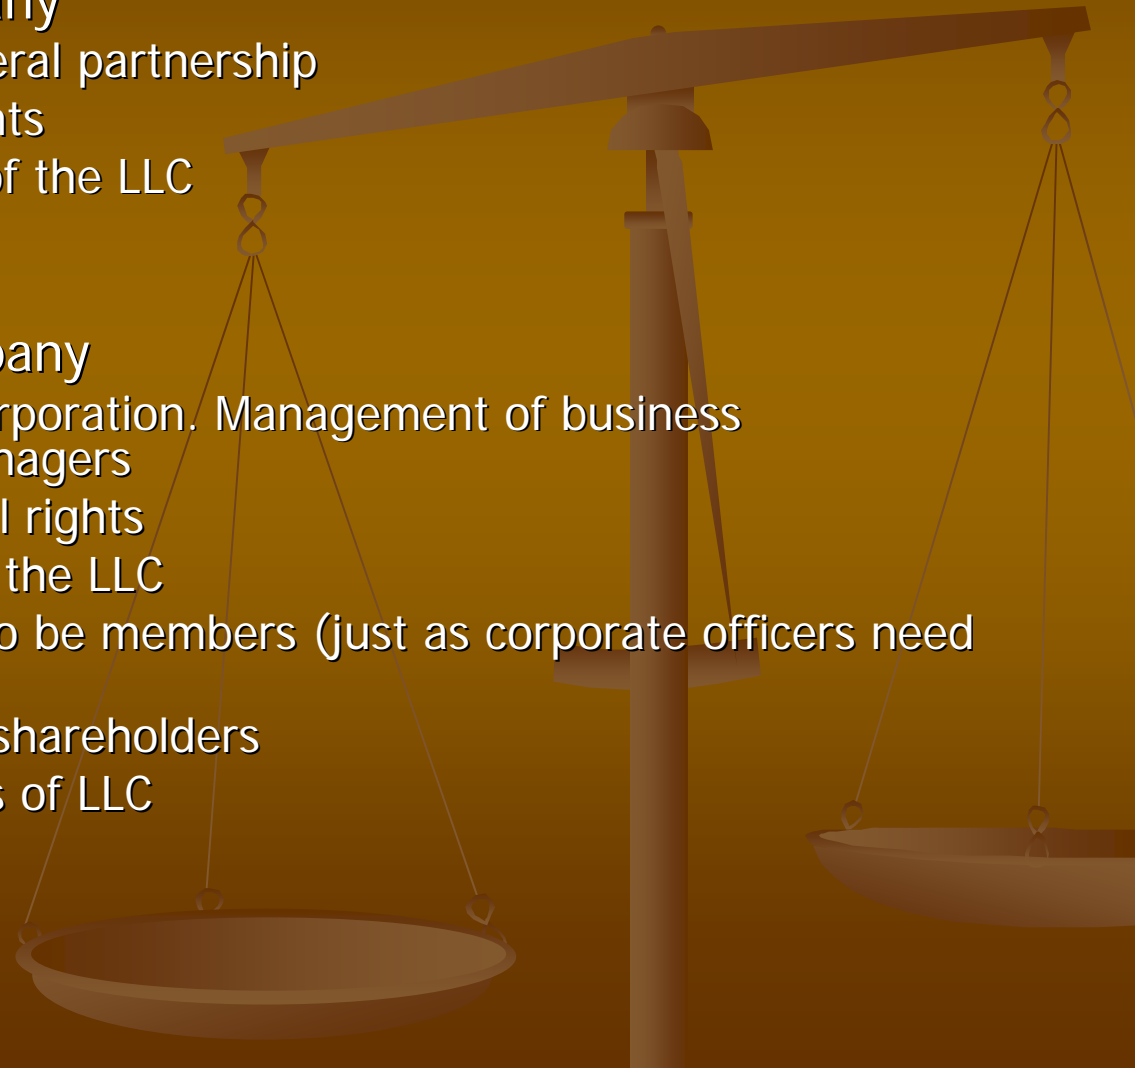 any
eral partnership
nts
of the LLC
pany
rporation. Management of business
nagers
l rights
the LLC
o be members (just as corporate officers need
shareholders
s of LLC